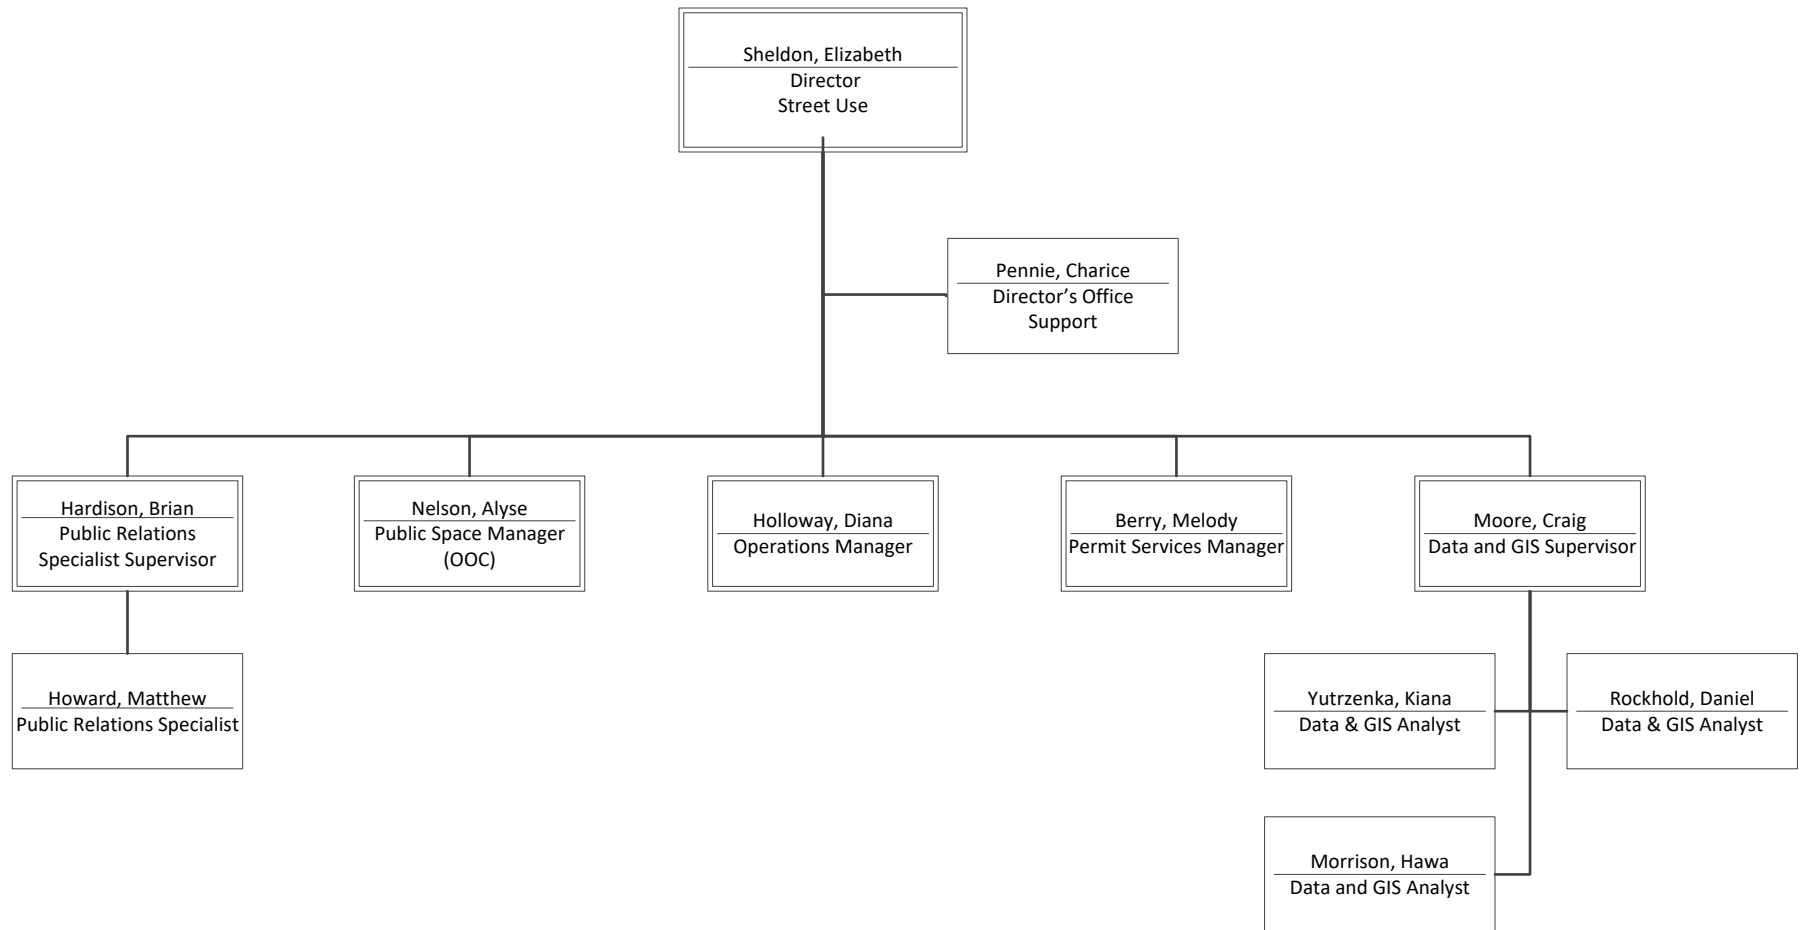 Sheldon, Elizabeth
Director
Street Use
Pennie, Charice
Director’s Office
Support
Hardison, Brian
Public Relations
Specialist Supervisor
Nelson, Alyse
Public Space Manager
(OOC)
Holloway, Diana
Operations Manager
Berry, Melody
Permit Services Manager
Moore, Craig
Data and GIS Supervisor
Howard, Matthew
Public Relations Specialist
Yutrzenka, Kiana
Data & GIS Analyst
Rockhold, Daniel
Data & GIS Analyst
Morrison, Hawa
Data and GIS Analyst